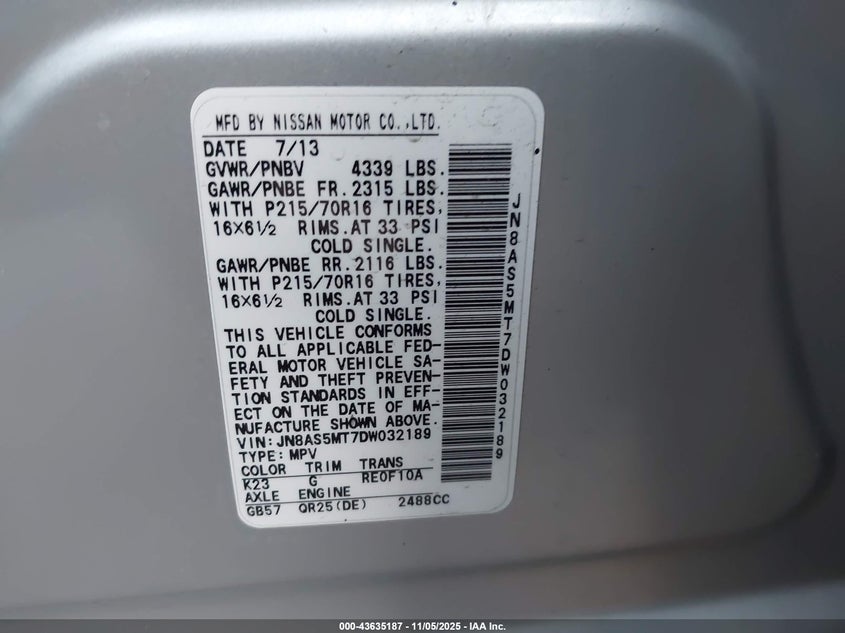 MFD BY NISSAN MOTOR CO.,LTD.
DATE 7/13
GVWR/PNBV 4339 LBS.
GAWR/PNBE FR.2315 LBS.
WITH P215/70R16 TIRES,
16×6½ RIMS.AT 33 PSI
COLD SINGLE.
GAWR/PNBE RR.2116 LBS.
WITH P215/70R16 TIRES,
16×6½ RIMS.AT 33 PSI
COLD SINGLE.
THIS VEHICLE CONFORMS
TO ALL APPLICABLE FED-
ERAL MOTOR VEHICLE SA-
FETY AND THEFT PREVEN-
TION STANDARDS IN EFF-
ECT ON THE DATE OF MA-
NUFACTURE SHOWN ABOVE.
VIN:JN8AS5MT7DW032189
TYPE:MPV
COLOR TRIM TRANS
K23 G RE0F10A
AXLE ENGINE
GB57 QR25(DE) 2488CC
JN8AS5MT7DW032189
000-43635187 - 11/05/2025 - IAA Inc.